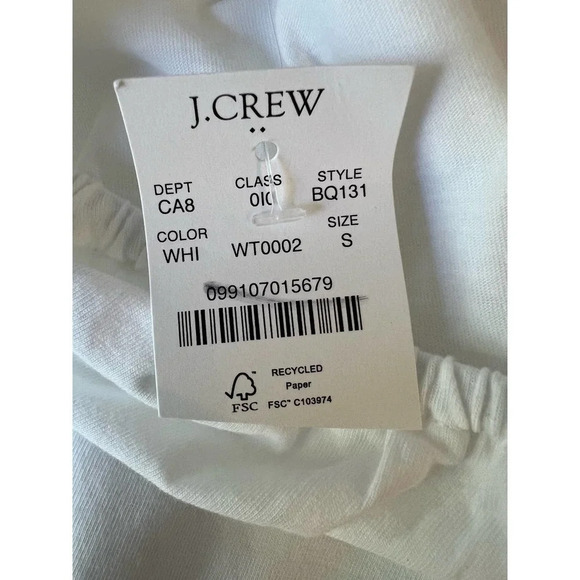 J.CREW
DEPT CLASS STYLE
CA8 BQ131
COLOR SIZE
WHI WT0002 S
099107015679
RECYCLED
Paper
FSC™ C103974
FSC